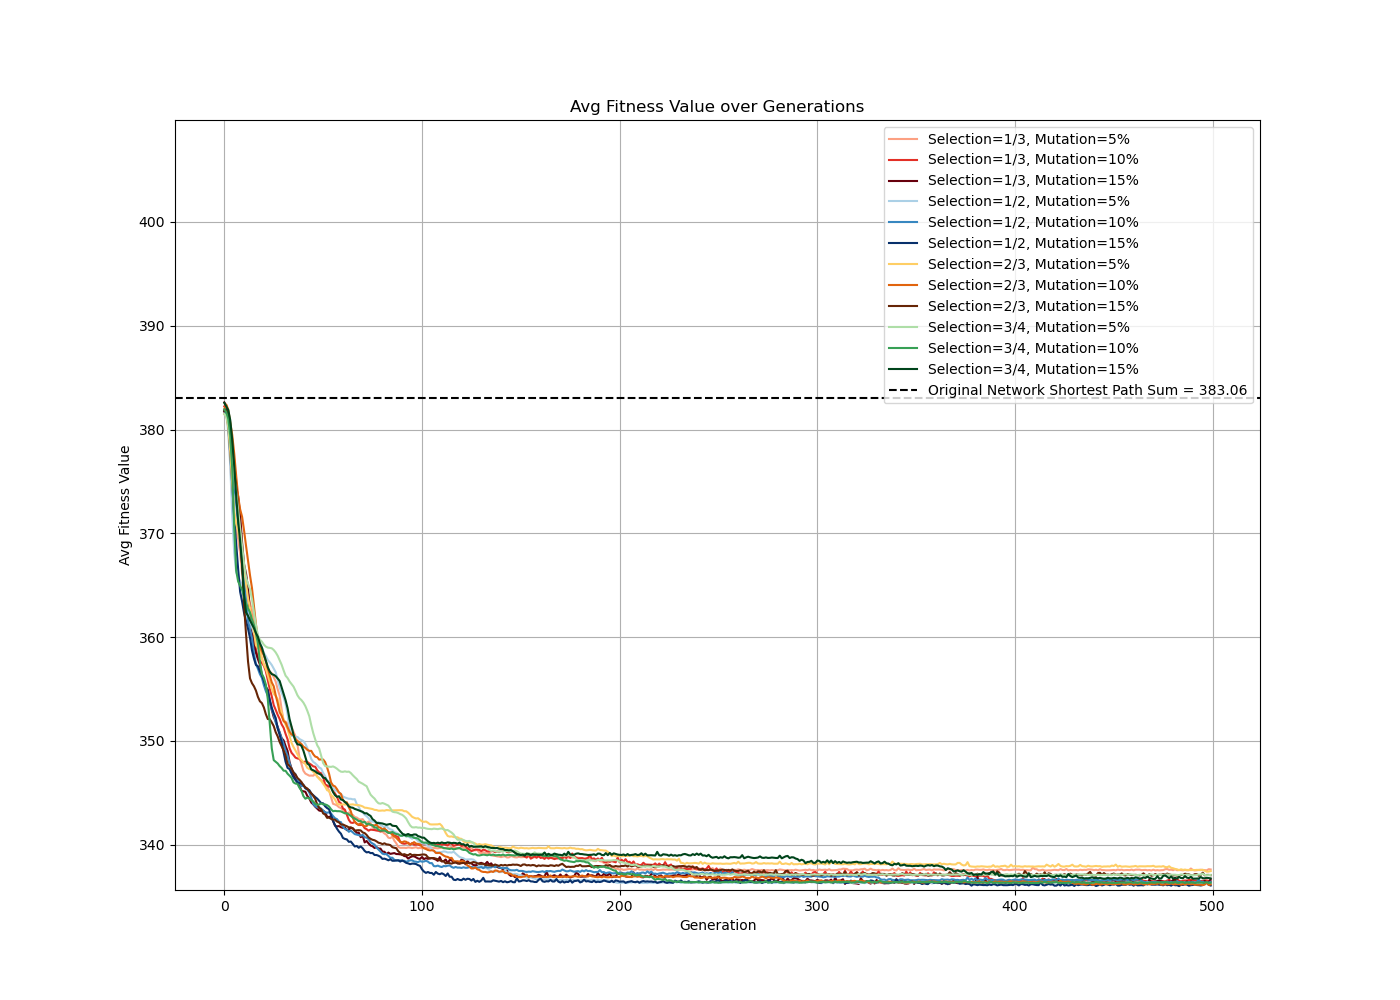 Avg Fitness Value over Generations
Selection=1/3, Mutation=5%
Selection=1/3, Mutation=10%
Selection=1/3, Mutation=15%
Selection=1/2, Mutation=5%
Selection=1/2, Mutation=10%
Selection=1/2, Mutation=15%
Selection=2/3, Mutation=5%
Selection=2/3, Mutation=10%
Selection=2/3, Mutation=15%
Selection=3/4, Mutation=5%
Selection=3/4, Mutation=10%
Selection=3/4, Mutation=15%
Original Network Shortest Path Sum = 383.06
Avg Fitness Value
400
390
380
370
360
350
340
0 100 200 300 400 500
Generation